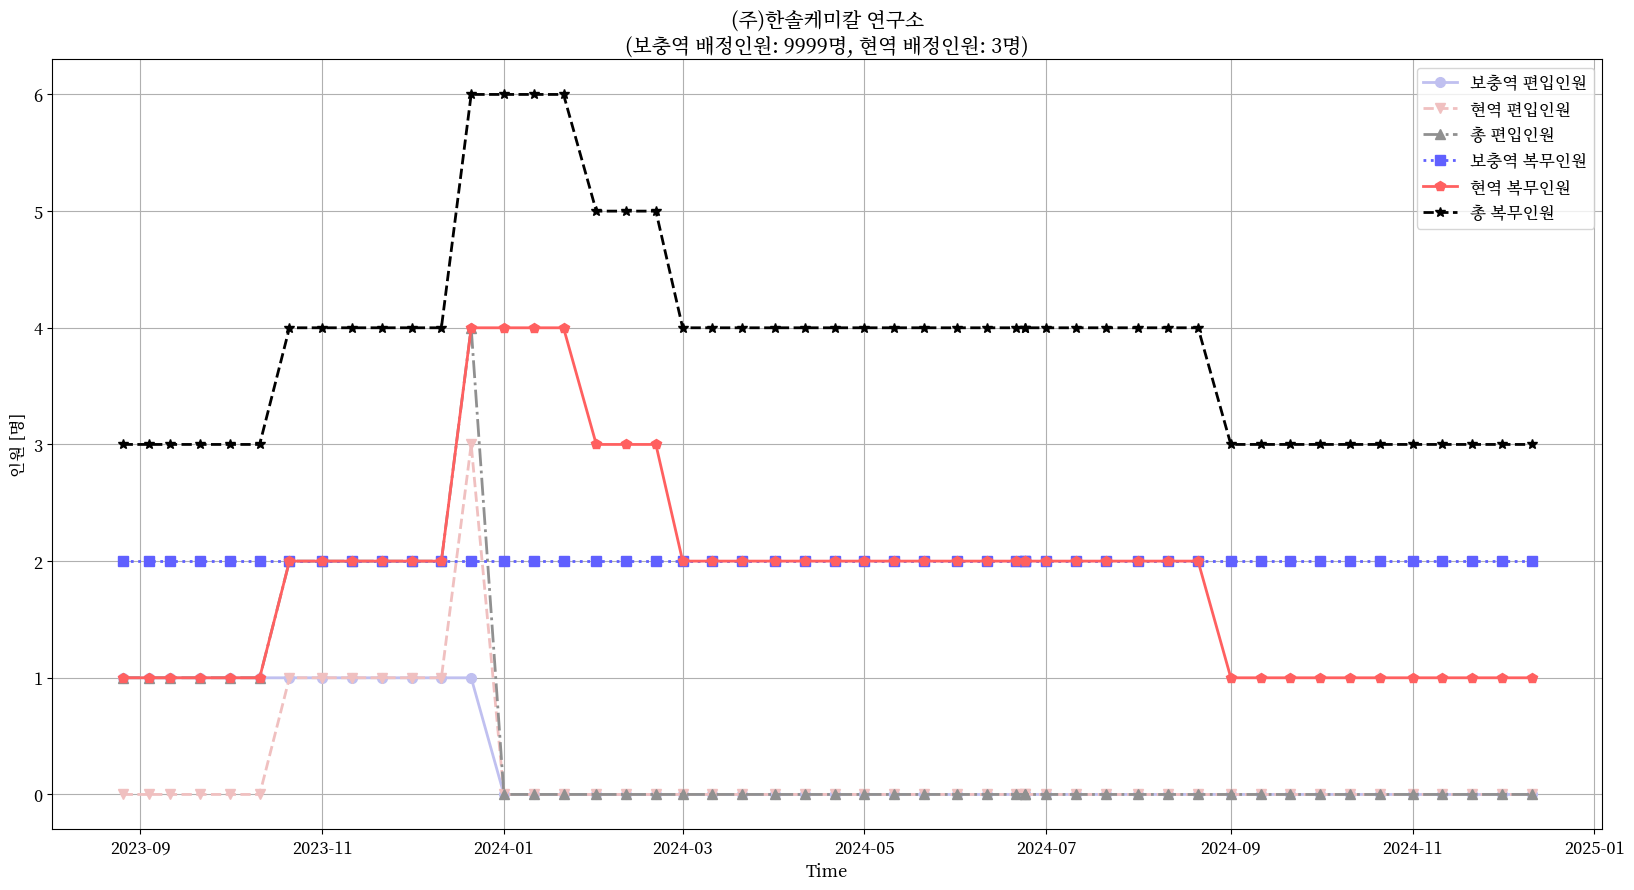 (주)한솔케미칼 연구소
(보충역 배정인원: 9999명, 현역 배정인원: 3명)
보충역 편입인원
현역 편입인원
총 편입인원
보충역 복무인원
현역 복무인원
총 복무인원
인원 [명]
6
5
4
3
2
1
0
2023-09 2023-11 2024-01 2024-03 2024-05 2024-07 2024-09 2024-11 2025-01
Time